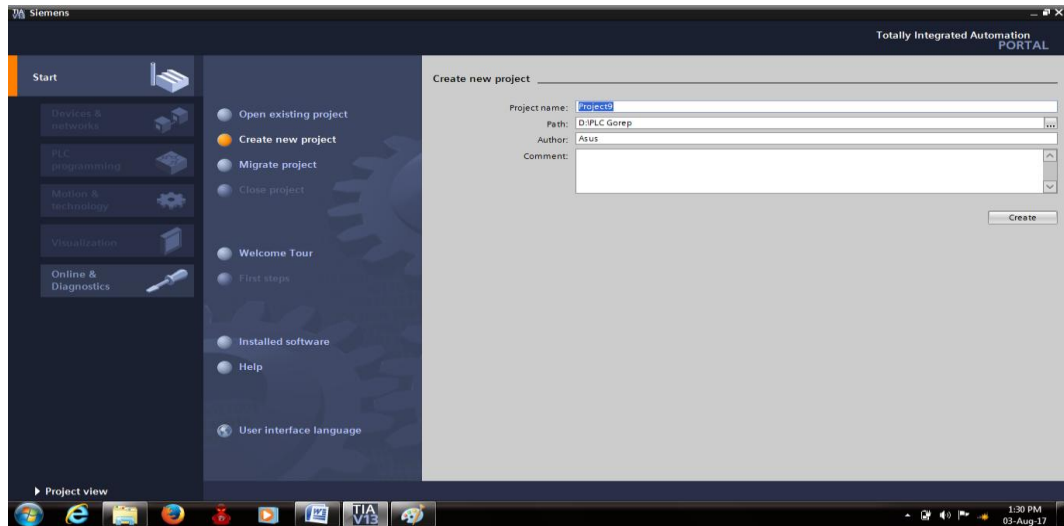 TIA V13 Siemens
Totally Integrated Automation
PORTAL
Start
Devices &
networks
PLC
programming
Motion &
technology
Visualization
Online &
Diagnostics
Open existing project
Create new project
Migrate project
Close project
Welcome Tour
First steps
Installed software
Help
User interface language
Create new project
Project name: Project9
Path: D:\PLC Gorep
...
Author: Asus
Comment:
Create
Project view
W
TIA
V13
1:30 PM
03-Aug-17